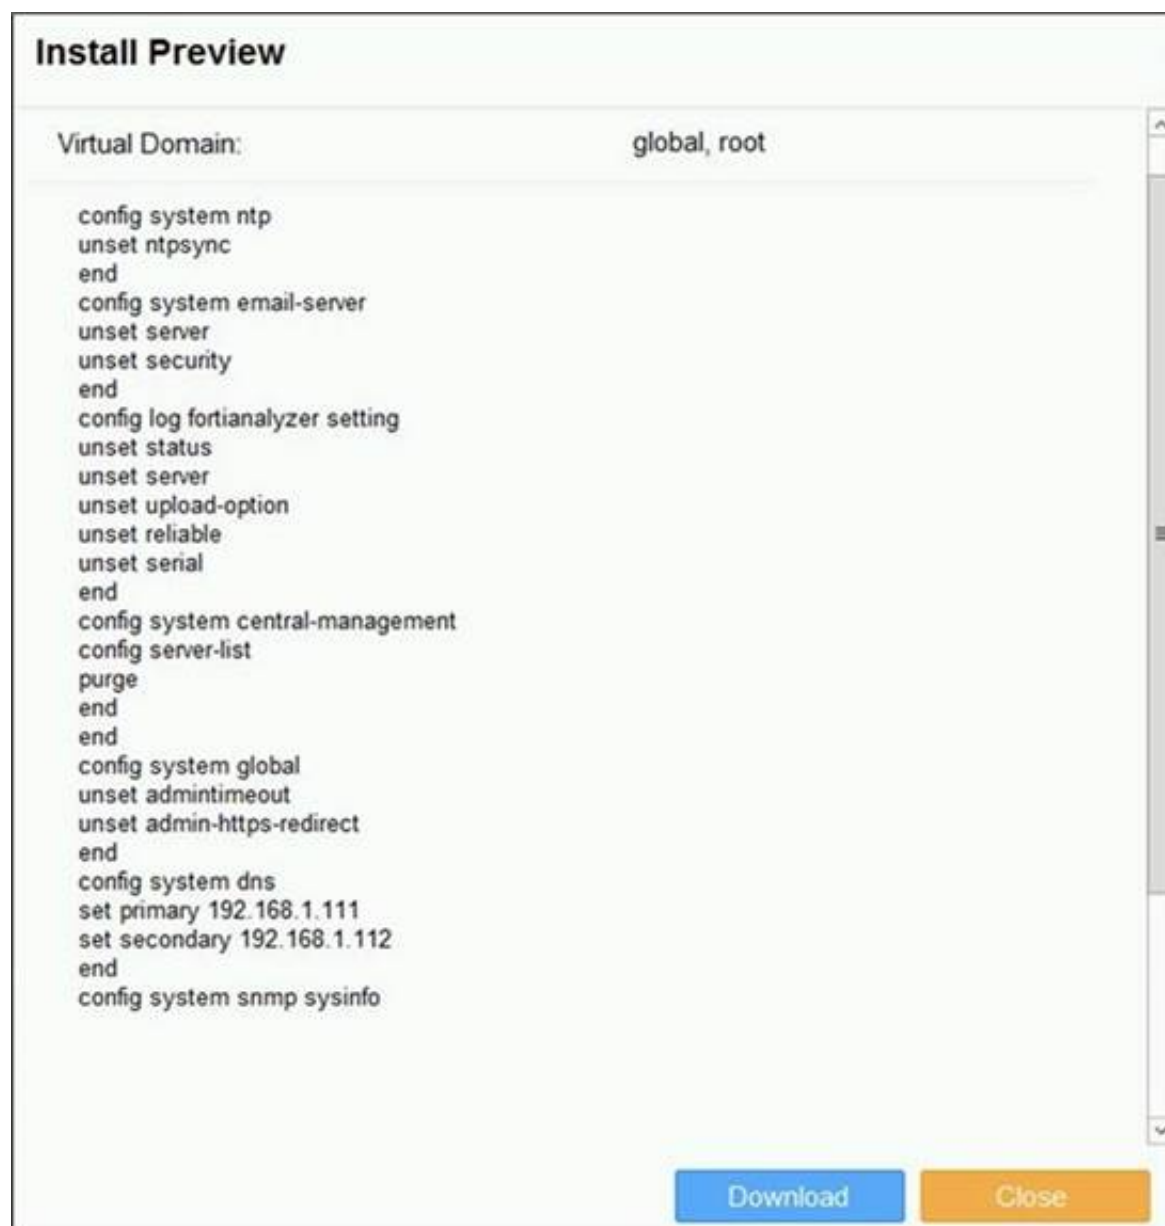 Install Preview
Virtual Domain: global, root
config system ntp
unset ntpsync
end
config system email-server
unset server
unset security
end
config log fortianalyzer setting
unset status
unset server
unset upload-option
unset reliable
unset serial
end
config system central-management
config server-list
purge
end
end
config system global
unset admintimeout
unset admin-https-redirect
end
config system dns
set primary 192.168.1.111
set secondary 192.168.1.112
end
config system snmp sysinfo
Download Close